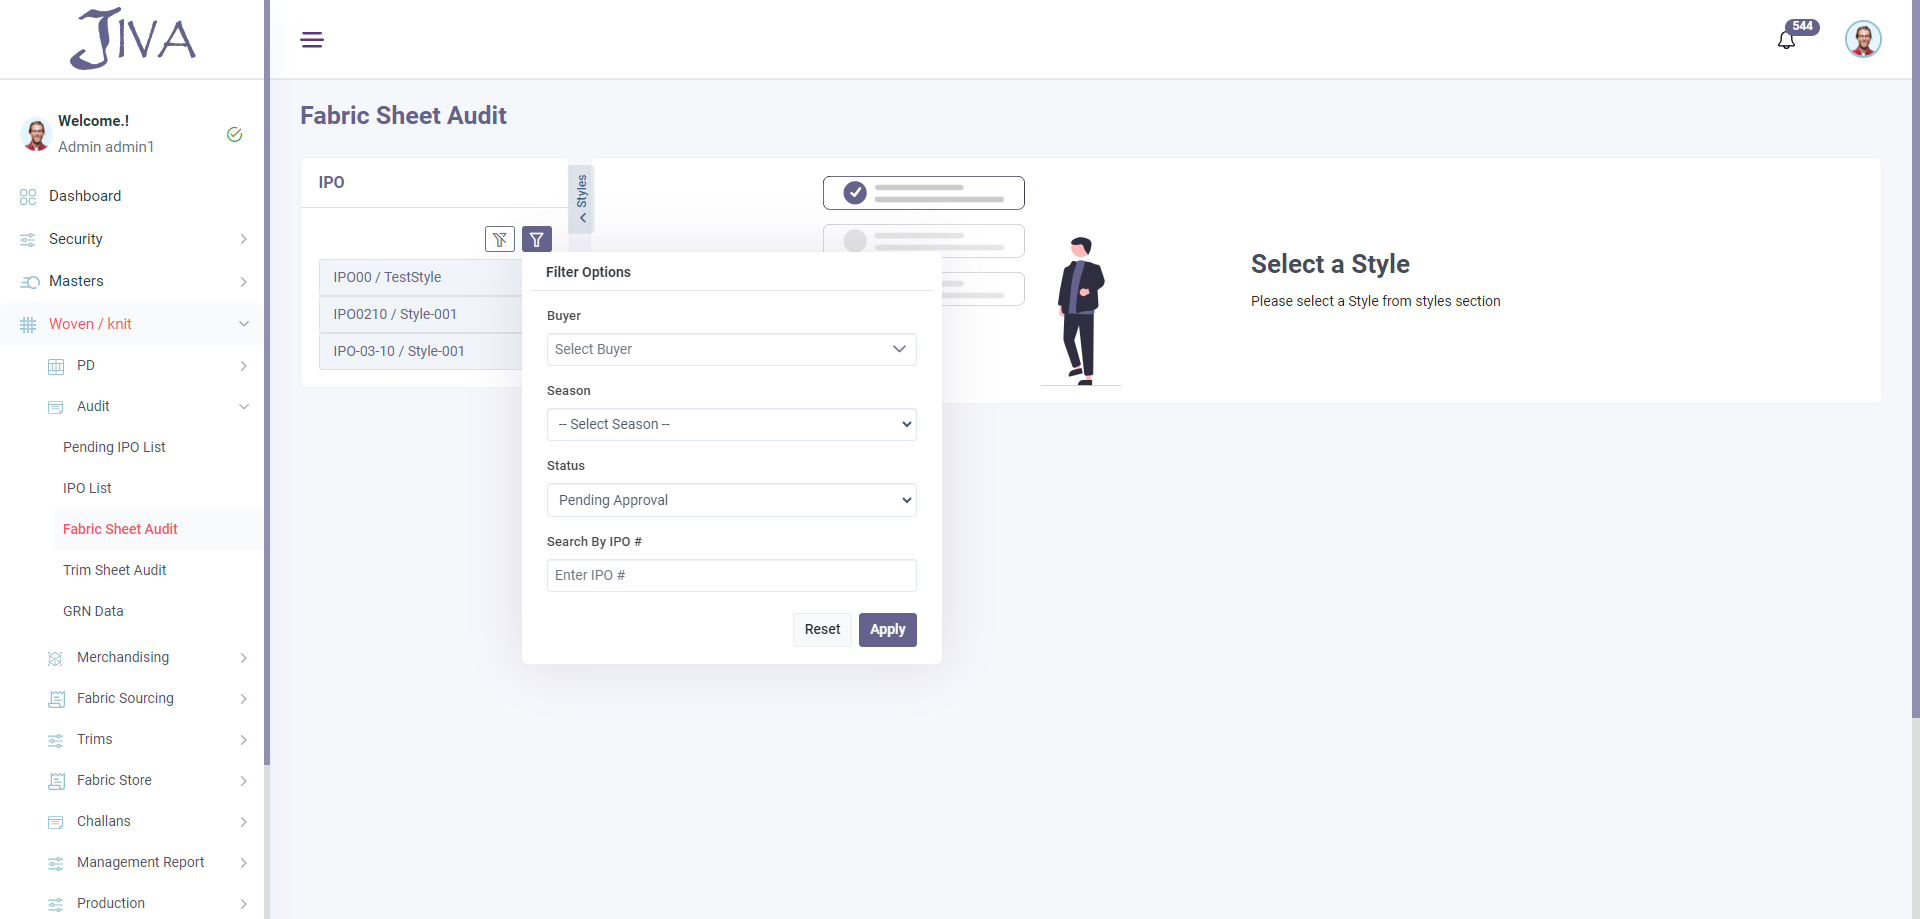 JIVA
544
Welcome.!
Admin admin1
Dashboard
Security
Masters
Woven / knit
PD
Audit
Pending IPO List
IPO List
Fabric Sheet Audit
Trim Sheet Audit
GRN Data
Merchandising
Fabric Sourcing
Trims
Fabric Store
Challans
Management Report
Production
Fabric Sheet Audit
IPO
Styles
IPO00 / TestStyle
IPO0210 / Style-001
IPO-03-10 / Style-001
Filter Options
Buyer
Select Buyer
Season
-- Select Season --
Status
Pending Approval
Search By IPO #
Enter IPO #
Reset
Apply
Select a Style
Please select a Style from styles section